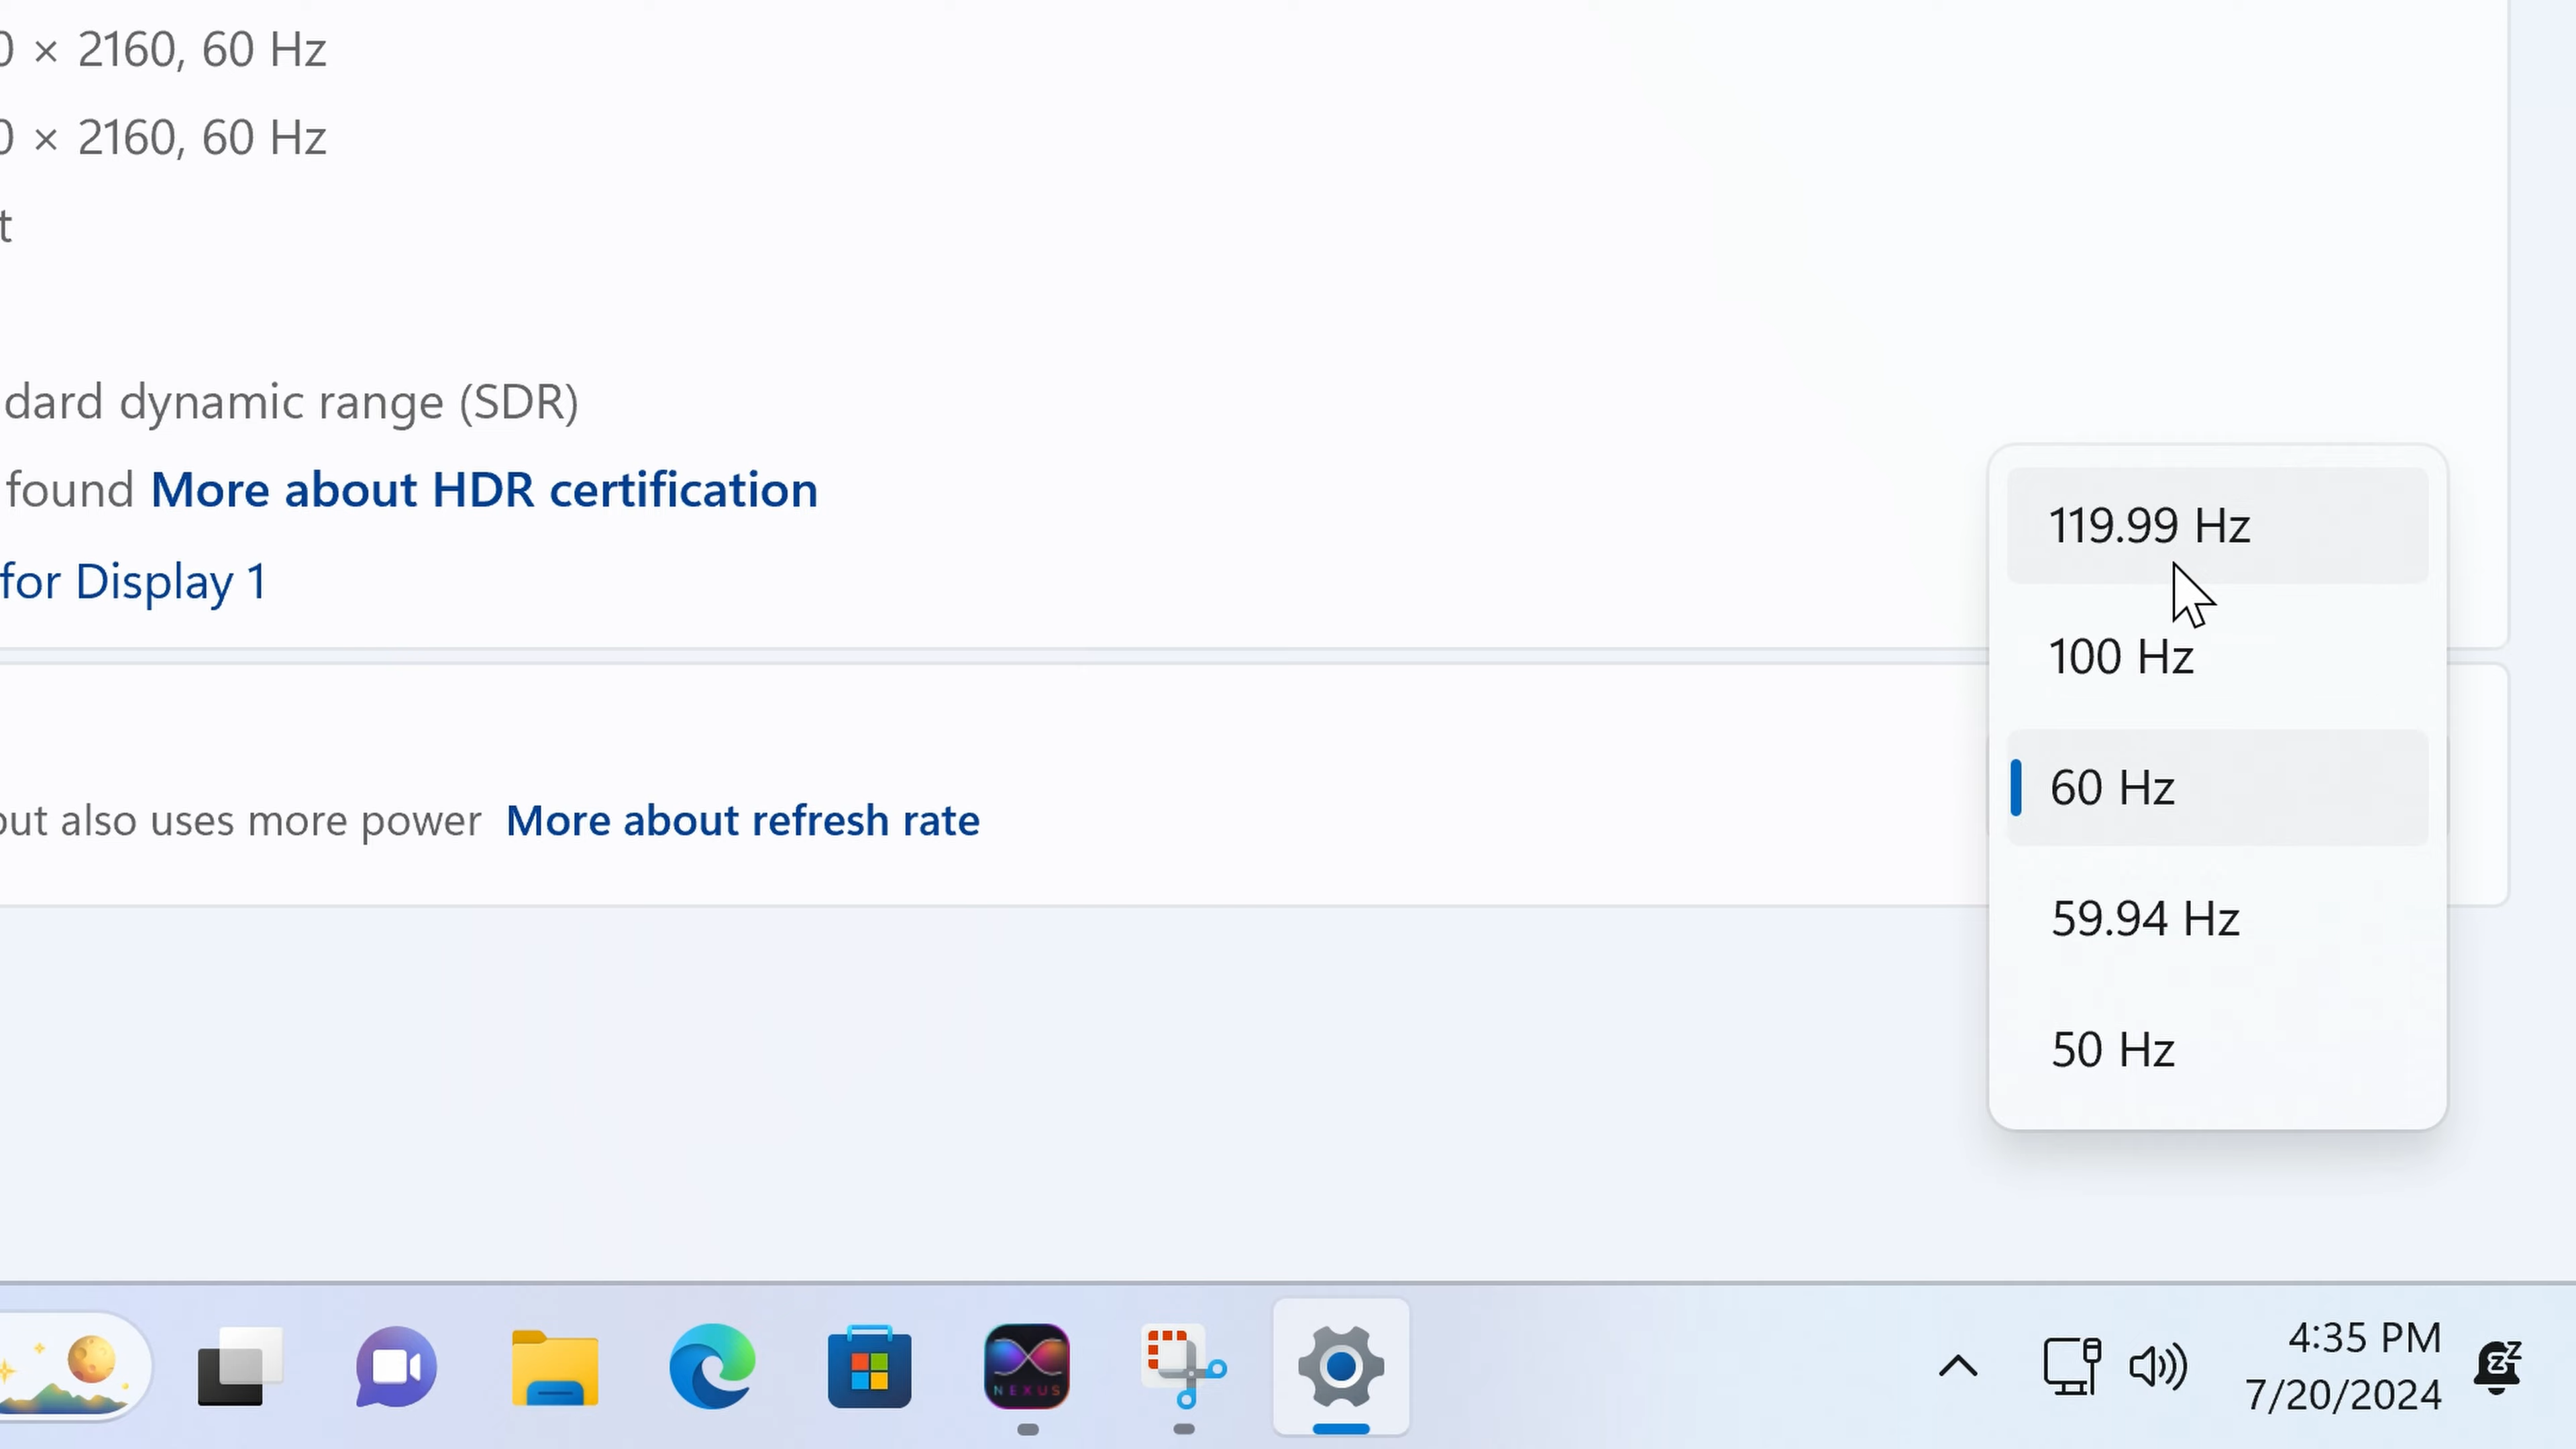 0 × 2160, 60 Hz
0 × 2160, 60 Hz
t
dard dynamic range (SDR)
found More about HDR certification
for Display 1
119.99 Hz
100 Hz
60 Hz
59.94 Hz
50 Hz
out also uses more power More about refresh rate
NEXUS
4:35 PM
7/20/2024